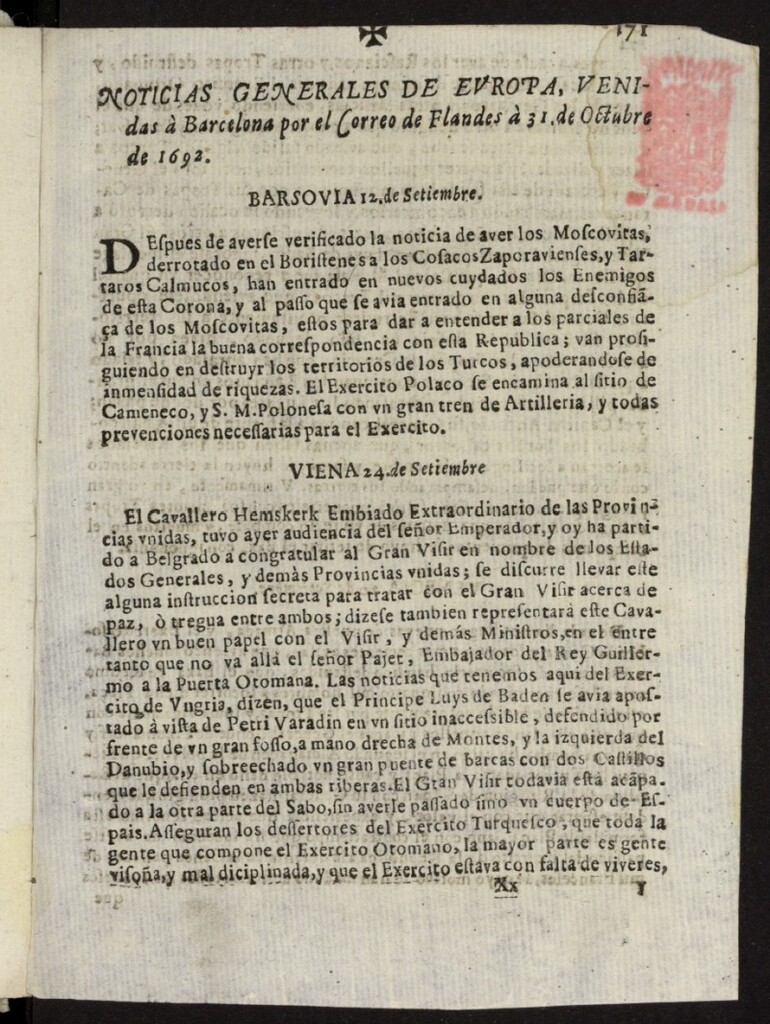 171
NOTICIAS GENERALES DE EVROPA, VENI-
das à Barcelona por el Correo de Flandes à 31. de Octubre
de 1692.
BARSOVIA 12. de Setiembre.
DEspues de averse verificado la noticia de aver los Moscovitas,
derrotado en el Boristenes a los Cosacos Zaporavienses, y Tar-
taros Calmucos, han entrado en nuevos cuydados los Enemigos
de esta Corona, y al passo que se avia entrado en alguna desconfiā-
ça de los Moscovitas, estos para dar a entender a los parciales de
la Francia la buena correspondencia con esta Republica; van prosi-
guiendo en destruyr los territorios de los Turcos, apoderandose de
inmensidad de riquezas. El Exercito Polaco se encamina al sitio de
Cameneco, y S. M. Polonesa con vn gran tren de Artilleria, y todas
prevenciones necessarias para el Exercito.
VIENA 24. de Setiembre
El Cavallero Hemskerk Embiado Extraordinario de las Provin-
cias vnidas, tuvo ayer audiencia del señor Emperador, y oy ha parti-
do a Belgrado a congratular al Gran Visir en nombre de los Esta-
dos Generales, y demàs Provincias vnidas; se discurre llevar este
alguna instruccion secreta para tratar con el Gran Visir acerca de
paz, ò tregua entre ambos; dizese tambien representarà este Cava-
llero vn buen papel con el Visir, y demás Ministros, en el entre
tanto que no va allà el señor Pajet, Embajador del Rey Guiller-
mo a la Puerta Otomana. Las noticias que tenemos aqui del Exer-
cito de Vngria, dizen, que el Principe Luys de Baden se avia apos-
tado à vista de Petri Varadin en vn sitio inaccessible, defendido por
frente de vn gran fosso, a mano drecha de Montes, y la izquierda del
Danubio, y sobreechado vn gran puente de barcas con dos Castillos
que le defienden en ambas riberas. El Gran Visir todavia está acāpa-
do a la otra parte del Sabo, sin averle passado sino vn cuerpo de Es-
pais. Asseguran los dessertores del Exercito Turquesco, que toda la
gente que compone el Exercito Otomano, la mayor parte es gente
visoña, y mal diciplinada, y que el Exercito estava con falta de viveres,
Xx y